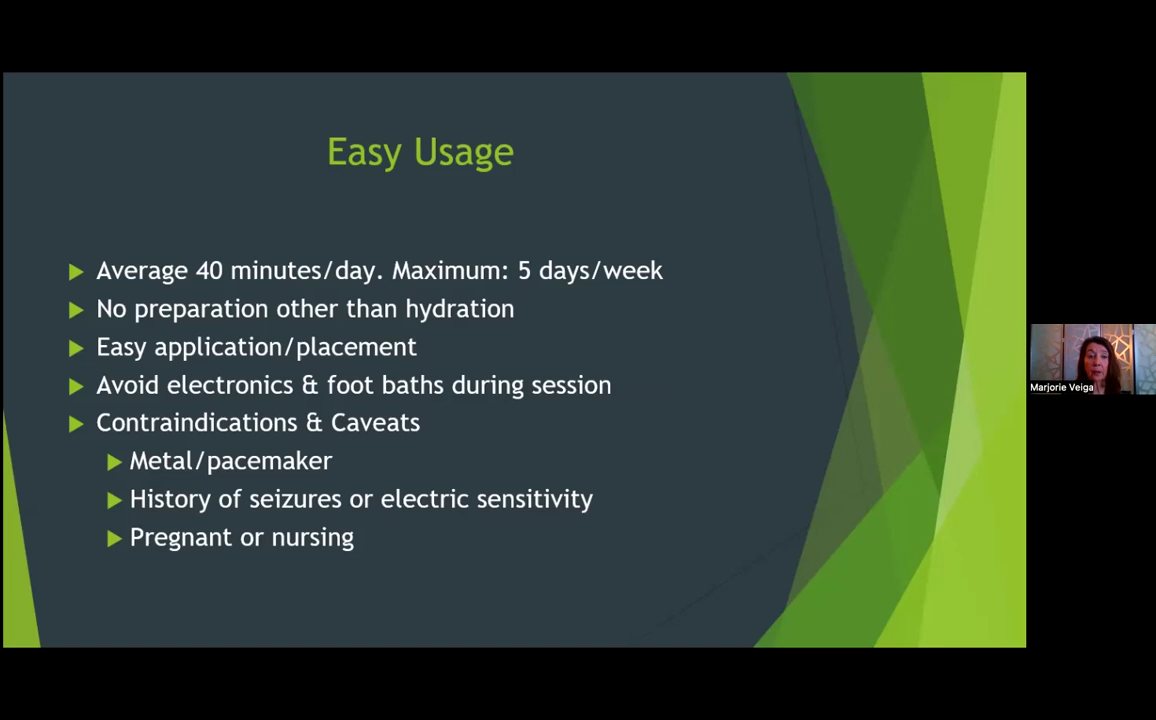 Easy Usage
Average 40 minutes/day. Maximum: 5 days/week
No preparation other than hydration
Easy application/placement
Avoid electronics & foot baths during session
Contraindications & Caveats
Metal/pacemaker
History of seizures or electric sensitivity
Pregnant or nursing
Marjorie Veiga